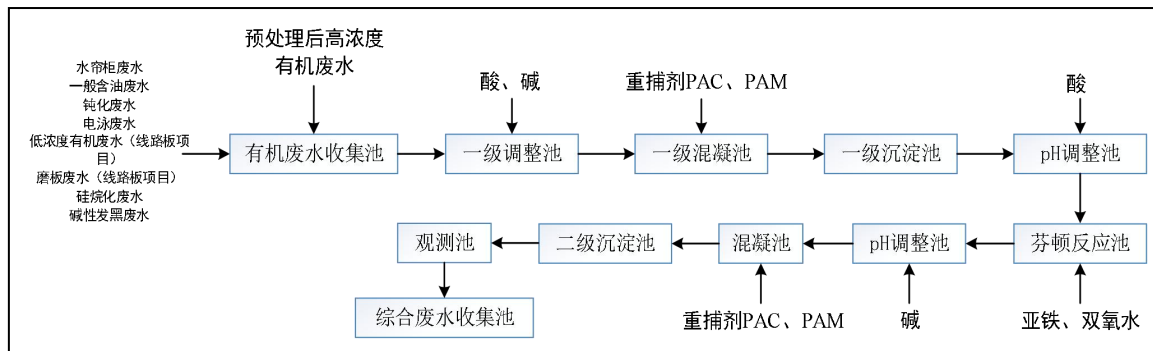 预处理后高浓度
有机废水
水帘柜废水
一般含油废水
钝化废水
电泳废水
低浓度有机废水（线路板项
目）
磨板废水（线路板项目）
硅烷化废水
碱性发黑废水
酸、碱
重捕剂PAC、PAM
酸
有机废水收集池
一级调整池
一级混凝池
一级沉淀池
pH调整池
观测池
二级沉淀池
混凝池
pH调整池
芬顿反应池
综合废水收集池
重捕剂PAC、PAM
碱
亚铁、双氧水